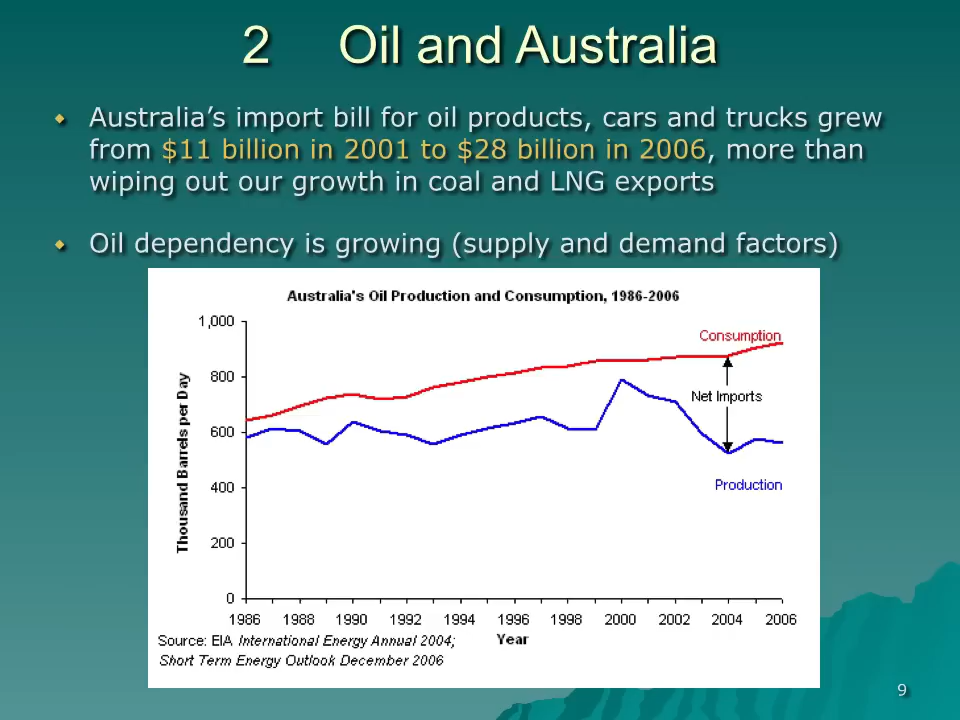 2 Oil and Australia
Australia’s import bill for oil products, cars and trucks grew
from $11 billion in 2001 to $28 billion in 2006, more than
wiping out our growth in coal and LNG exports
Oil dependency is growing (supply and demand factors)
Australia's Oil Production and Consumption, 1986-2006
1,000
800
600
400
200
0
Thousand Barrels per Day
Consumption
Net Imports
Production
1986 1988 1990 1992 1994 1996 1998 2000 2002 2004 2006
Year
Source: EIA International Energy Annual 2004;
Short Term Energy Outlook December 2006
9